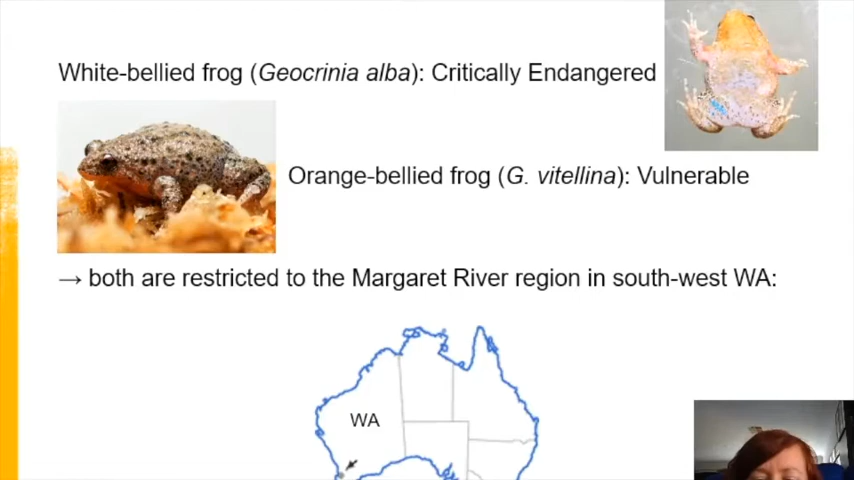 White-bellied frog (Geocrinia alba): Critically Endangered
Orange-bellied frog (G. vitellina): Vulnerable
→ both are restricted to the Margaret River region in south-west WA:
WA